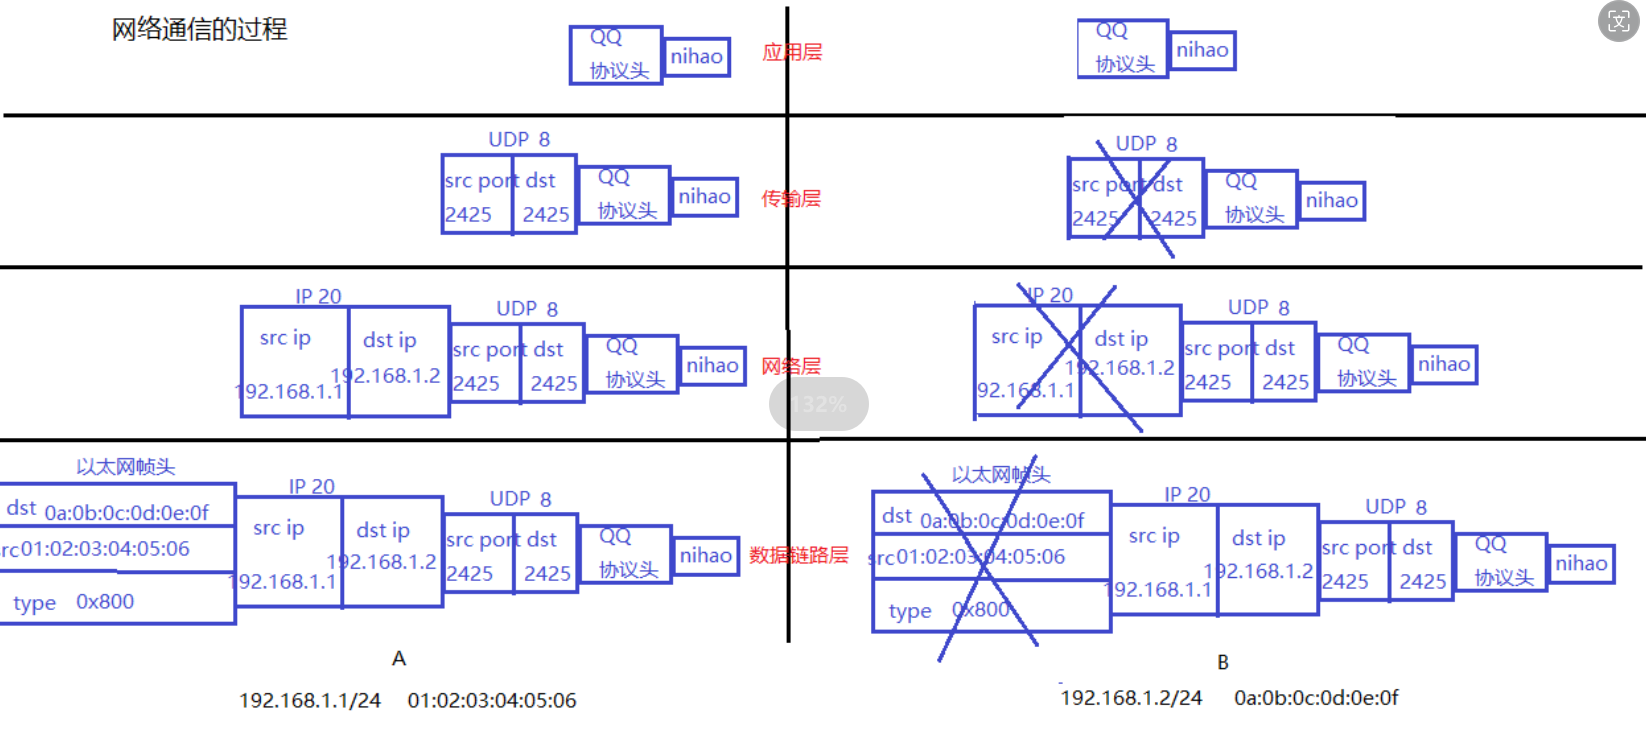 网络通信的过程
QQ
协议头
nihao
应用层
QQ
协议头
nihao
UDP 8
src port
dst
2425
2425
QQ
协议头
nihao
传输层
UDP 8
src port
dst
2425
2425
QQ
协议头
nihao
IP 20
src ip
192.168.1.1
dst ip
192.168.1.2
UDP 8
src port
dst
2425
2425
QQ
协议头
nihao
网络层
132%
IP 20
src ip
92.168.1.1
dst ip
192.168.1.2
UDP 8
src port
dst
2425
2425
QQ
协议头
nihao
以太网帧头
dst 0a:0b:0c:0d:0e:0f
rc 01:02:03:04:05:06
type 0x800
IP 20
src ip
192.168.1.1
dst ip
192.168.1.2
UDP 8
src port
dst
2425
2425
QQ
协议头
nihao
数据链路层
以太网帧头
dst 0a:0b:0c:0d:0e:0f
src 01:02:03:04:05:06
type 0x800
IP 20
src ip
192.168.1.1
dst ip
192.168.1.2
UDP 8
src port
dst
2425
2425
QQ
协议头
nihao
A
192.168.1.1/24 01:02:03:04:05:06
B
192.168.1.2/24 0a:0b:0c:0d:0e:0f
文